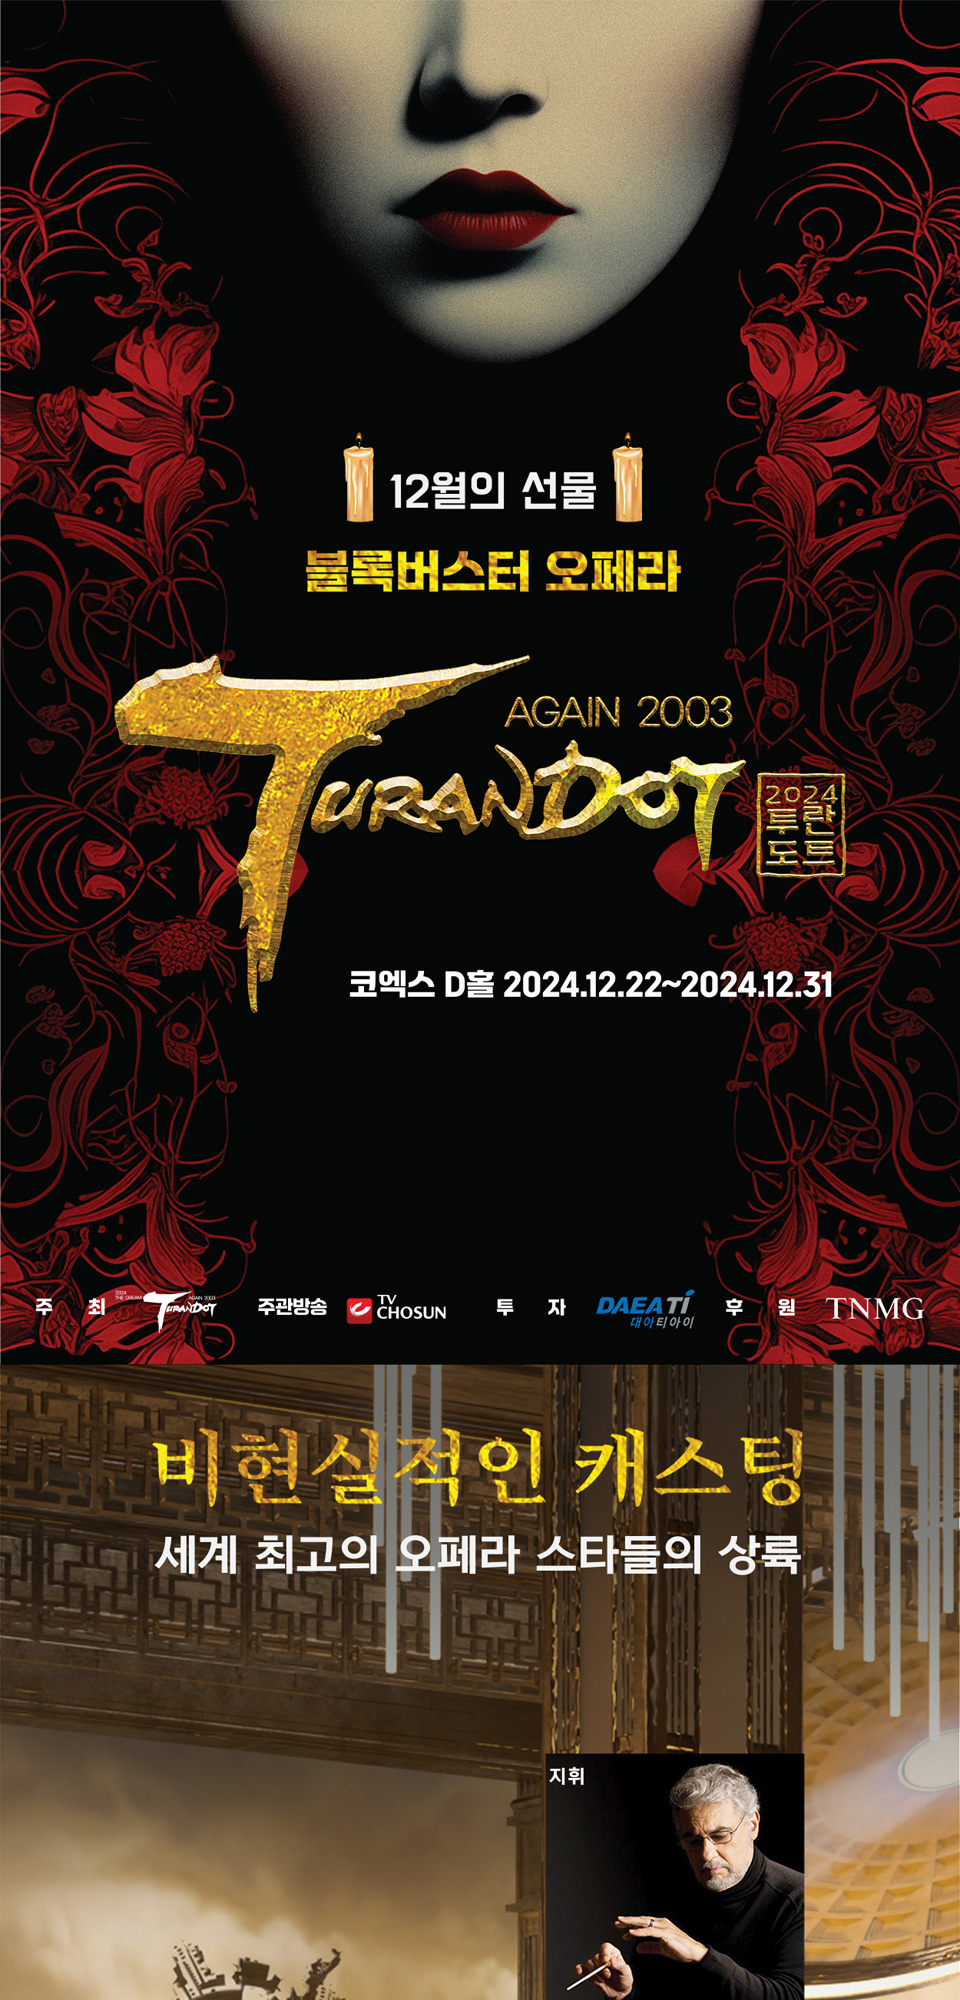 12월의 선물
블록버스터 오페라
AGAIN 2003
TURANDOT
2024
투란
도트
코엑스 D홀 2024.12.22~2024.12.31
주 최 2024 THE DREAM AGAIN 2003 TURANDOT 주관방송 TV CHOSUN 투 자 DAEATi 대아티아이 후 원 TNMG
비현실적인 캐스팅
세계 최고의 오페라 스타들의 상륙
지휘